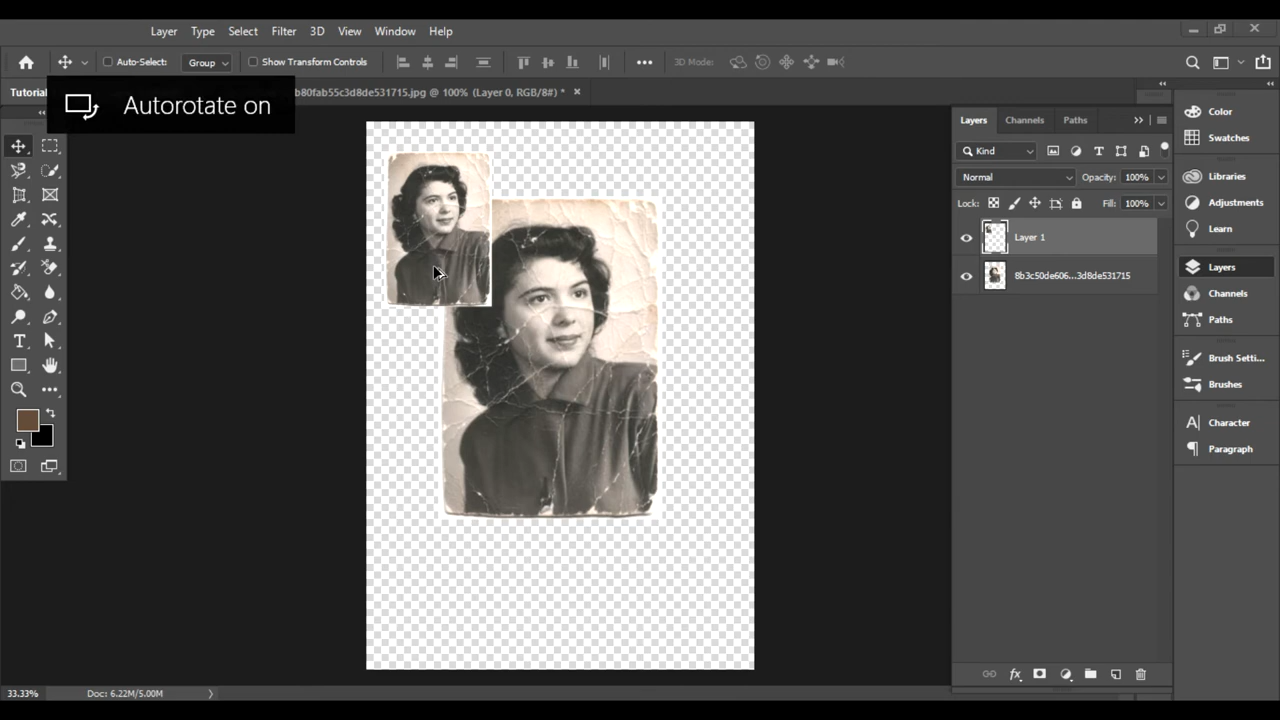 Layer Type Select Filter 3D View Window Help
Auto-Select: Group Show Transform Controls 3D Mode:
Tutorial b80fab55c3d8de531715.jpg @ 100% (Layer 0, RGB/8#) *
Autorotate on
Layers Channels Paths
Kind
Normal Opacity: 100%
Lock: Fill: 100%
Layer 1
8b3c50de606...3d8de531715
Color
Swatches
Libraries
Adjustments
Learn
Layers
Channels
Paths
Brush Setti...
Brushes
Character
Paragraph
33.33% Doc: 6.22M/5.00M